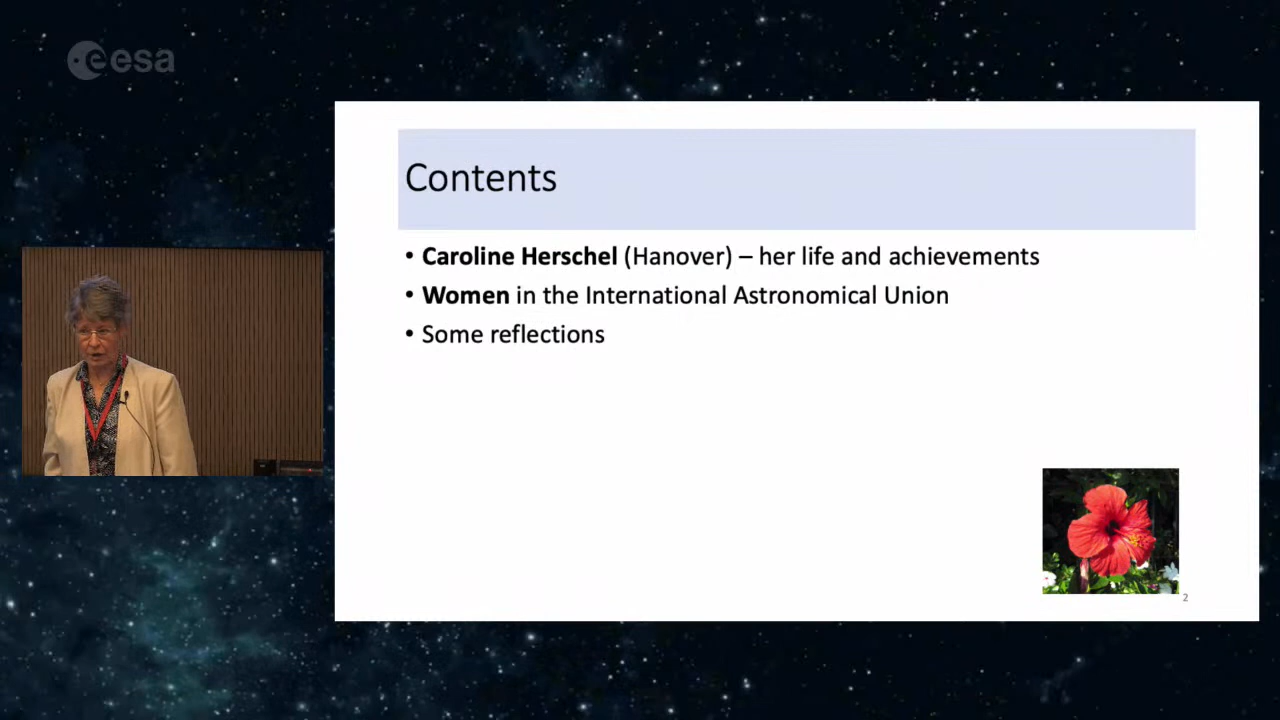 esa
Contents
• Caroline Herschel (Hanover) – her life and achievements
• Women in the International Astronomical Union
• Some reflections
2